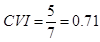 CVI = 5/7 = 0.71